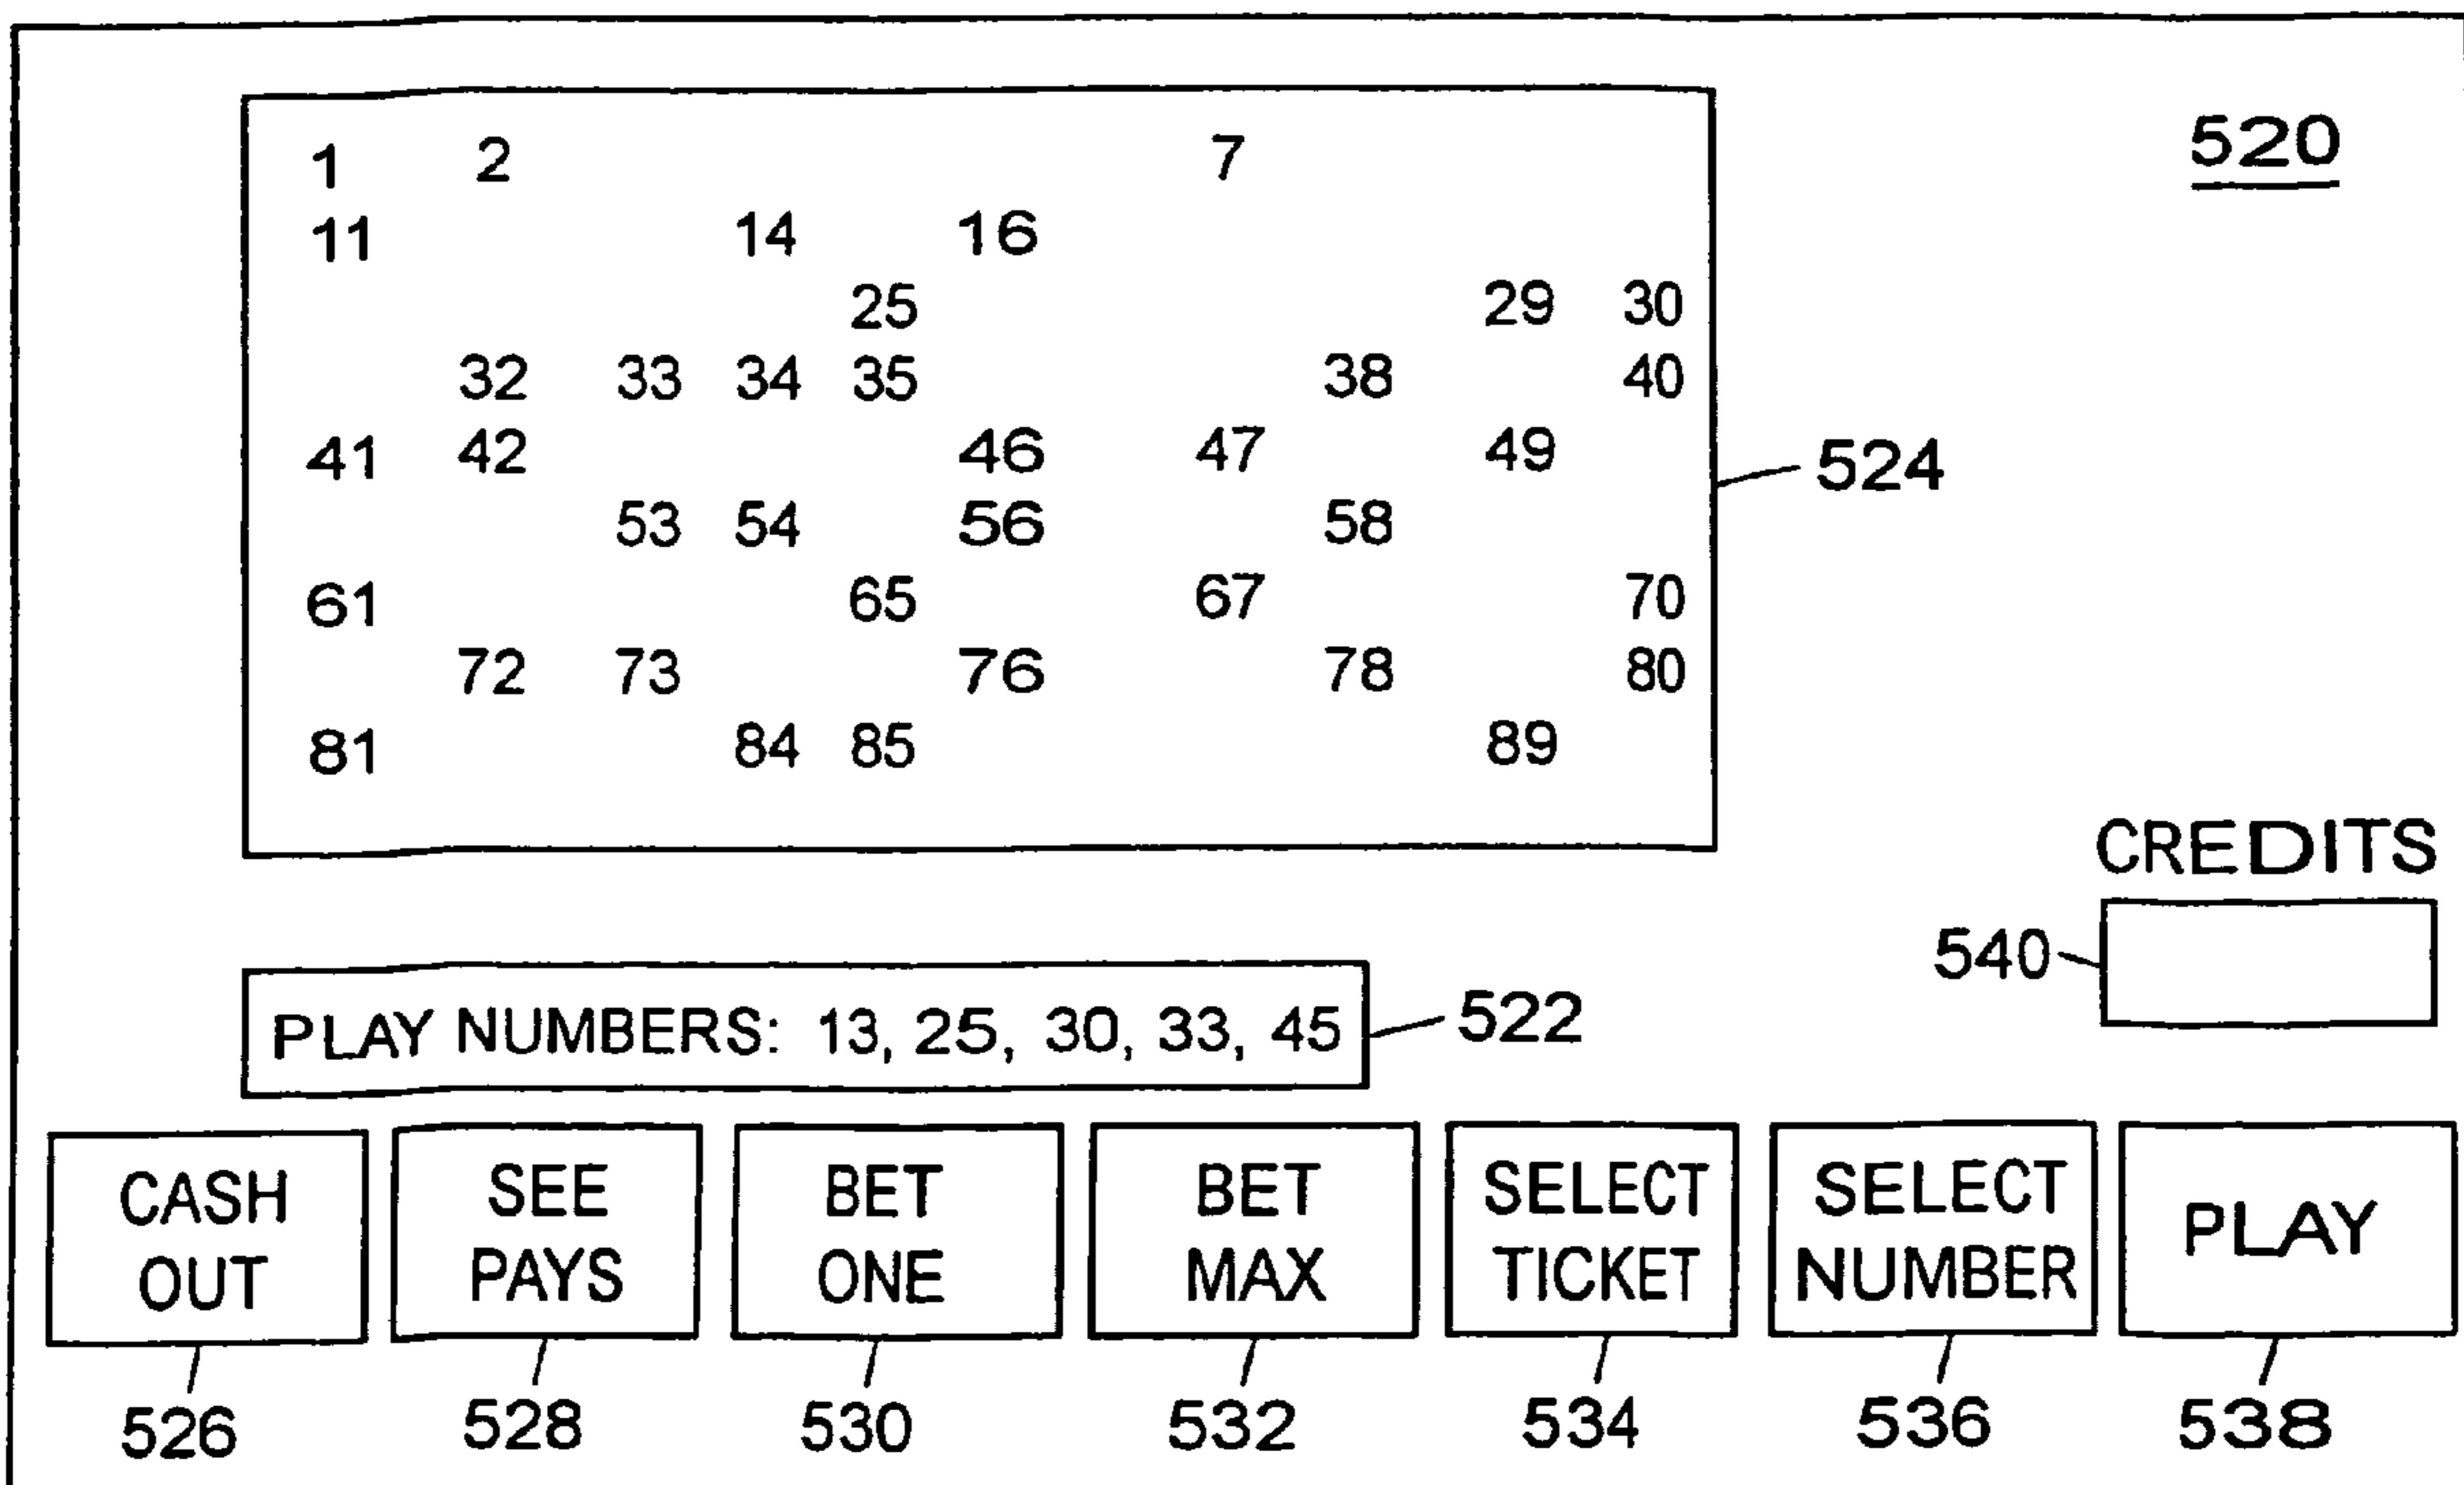 1 2 7
520
11 14 16
25 29 30
32 33 34 35 38 40
41 42 46 47 49
524
53 54 56 58
61 65 67 70
72 73 76 78 80
81 84 85 89
CREDITS
540
PLAY NUMBERS: 13, 25, 30, 33, 45
522
CASH
OUT
SEE
PAYS
BET
ONE
BET
MAX
SELECT
TICKET
SELECT
NUMBER
PLAY
526 528 530 532 534 536 538